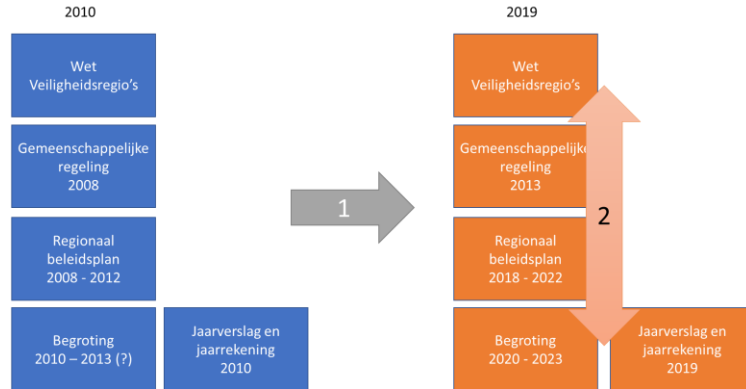 2010
Wet
Veiligheidsregio's
Gemeenschappelijke
regeling
2008
Regionaal
beleidsplan
2008 - 2012
Begroting
2010 – 2013 (?)
Jaarverslag en
jaarrekening
2010
1
2019
Wet
Veiligheidsregio's
Gemeenschappelijke
regeling
2013
Regionaal
beleidsplan
2018 - 2022
Begroting
2020 - 2023
Jaarverslag en
jaarrekening
2019
2